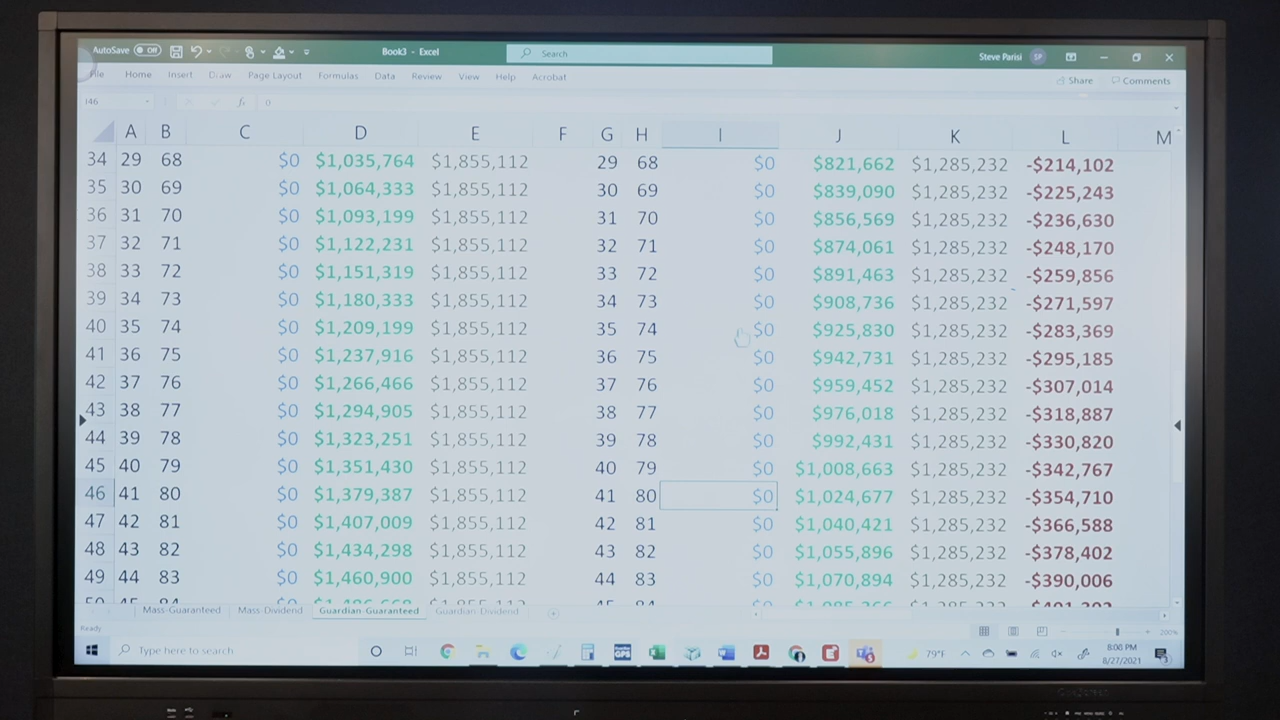 AutoSave Off Book3 - Excel Search Steve Parisi SP
File Home Insert Draw Page Layout Formulas Data Review View Help Acrobat Share Comments
I46 fx 0
A B C D E F G H I J K L M
34 29 68 $0 $1,035,764 $1,855,112 29 68 $0 $821,662 $1,285,232 -$214,102
35 30 69 $0 $1,064,333 $1,855,112 30 69 $0 $839,090 $1,285,232 -$225,243
36 31 70 $0 $1,093,199 $1,855,112 31 70 $0 $856,569 $1,285,232 -$236,630
37 32 71 $0 $1,122,231 $1,855,112 32 71 $0 $874,061 $1,285,232 -$248,170
38 33 72 $0 $1,151,319 $1,855,112 33 72 $0 $891,463 $1,285,232 -$259,856
39 34 73 $0 $1,180,333 $1,855,112 34 73 $0 $908,736 $1,285,232 -$271,597
40 35 74 $0 $1,209,199 $1,855,112 35 74 $0 $925,830 $1,285,232 -$283,369
41 36 75 $0 $1,237,916 $1,855,112 36 75 $0 $942,731 $1,285,232 -$295,185
42 37 76 $0 $1,266,466 $1,855,112 37 76 $0 $959,452 $1,285,232 -$307,014
43 38 77 $0 $1,294,905 $1,855,112 38 77 $0 $976,018 $1,285,232 -$318,887
44 39 78 $0 $1,323,251 $1,855,112 39 78 $0 $992,431 $1,285,232 -$330,820
45 40 79 $0 $1,351,430 $1,855,112 40 79 $0 $1,008,663 $1,285,232 -$342,767
46 41 80 $0 $1,379,387 $1,855,112 41 80 $0 $1,024,677 $1,285,232 -$354,710
47 42 81 $0 $1,407,009 $1,855,112 42 81 $0 $1,040,421 $1,285,232 -$366,588
48 43 82 $0 $1,434,298 $1,855,112 43 82 $0 $1,055,896 $1,285,232 -$378,402
49 44 83 $0 $1,460,900 $1,855,112 44 83 $0 $1,070,894 $1,285,232 -$390,006
Mass-Guaranteed Mass-Dividend Guardian-Guaranteed Guardian-Dividend
Ready 200%
Type here to search GPS 79°F 8:00 PM
8/27/2021